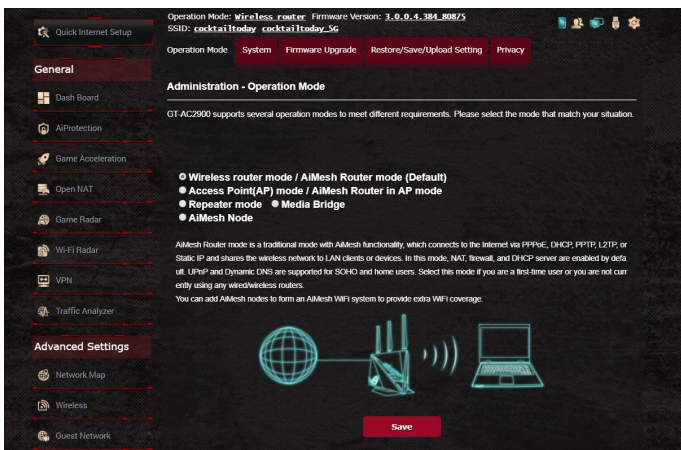 Operation Mode: Wireless router Firmware Version: 3.0.0.4.384_80875
SSID: cocktailtoday cocktailtoday_5G
Quick Internet Setup
Operation Mode System Firmware Upgrade Restore/Save/Upload Setting Privacy
General
Dash Board
AiProtection
Game Acceleration
Open NAT
Game Radar
Wi-Fi Radar
VPN
Traffic Analyzer
Advanced Settings
Network Map
Wireless
Guest Network
Administration - Operation Mode
GT-AC2900 supports several operation modes to meet different requirements. Please select the mode that match your situation.
Wireless router mode / AiMesh Router mode (Default)
Access Point(AP) mode / AiMesh Router in AP mode
Repeater mode Media Bridge
AiMesh Node
AiMesh Router mode is a traditional mode with AiMesh functionality, which connects to the Internet via PPPoE, DHCP, PPTP, L2TP, or
Static IP and shares the wireless network to LAN clients or devices. In this mode, NAT, firewall, and DHCP server are enabled by defa
ult. UPnP and Dynamic DNS are supported for SOHO and home users. Select this mode if you are a first-time user or you are not curr
ently using any wired/wireless routers.
You can add AiMesh nodes to form an AiMesh WiFi system to provide extra WiFi coverage.
Save